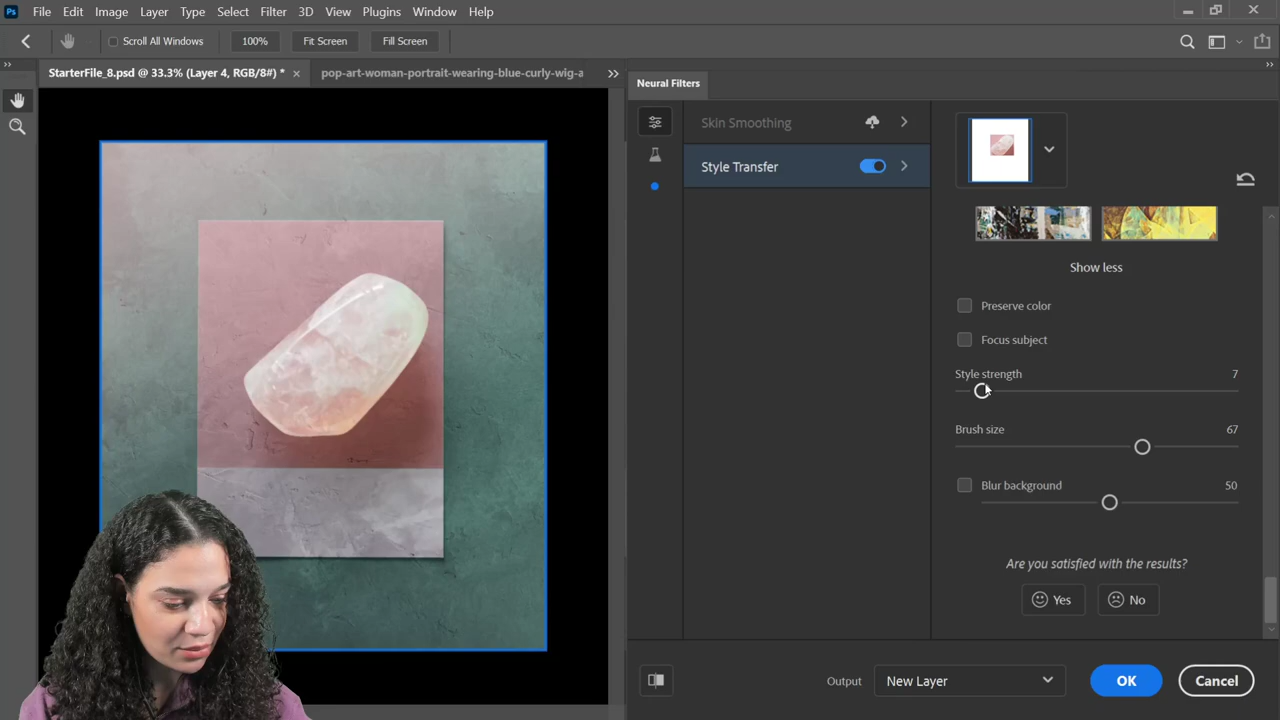 Ps File Edit Image Layer Type Select Filter 3D View Plugins Window Help
Scroll All Windows 100% Fit Screen Fill Screen
StarterFile_8.psd @ 33.3% (Layer 4, RGB/8#) * × pop-art-woman-portrait-wearing-blue-curly-wig-a
Neural Filters
Skin Smoothing
Style Transfer
Show less
Preserve color
Focus subject
Style strength 7
Brush size 67
Blur background 50
Are you satisfied with the results?
Yes No
Output New Layer OK Cancel